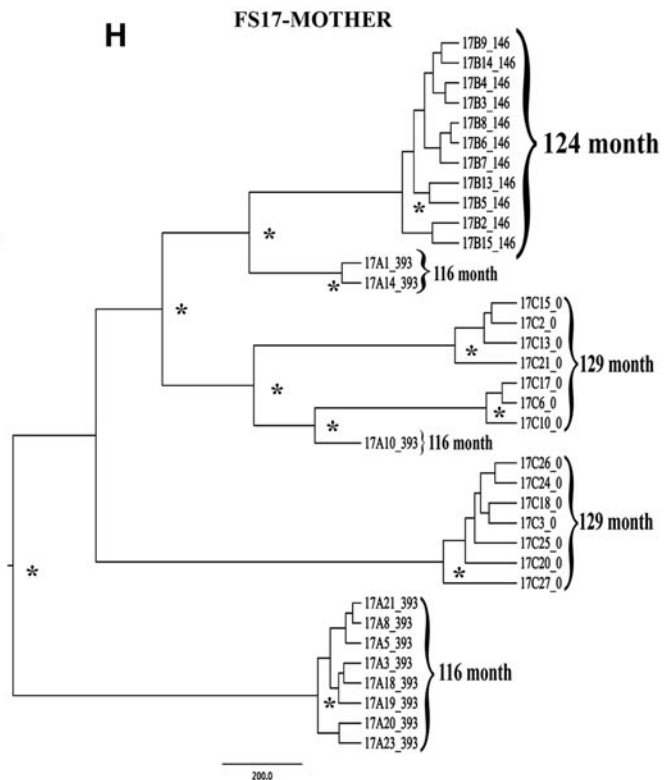 H
FS17-MOTHER
17B9_146
17B14_146
17B4_146
17B3_146
17B8_146
17B6_146
17B7_146
17B13_146
17B5_146
17B2_146
17B15_146
124 month
*
*
17A1_393
17A14_393
116 month
*
*
17C15_0
17C2_0
17C13_0
17C21_0
17C17_0
17C6_0
17C10_0
129 month
*
*
*
*
17A10_393
116 month
17C26_0
17C24_0
17C18_0
17C3_0
17C25_0
17C20_0
17C27_0
129 month
*
*
17A21_393
17A8_393
17A5_393
17A3_393
17A18_393
17A19_393
17A20_393
17A23_393
116 month
*
200.0